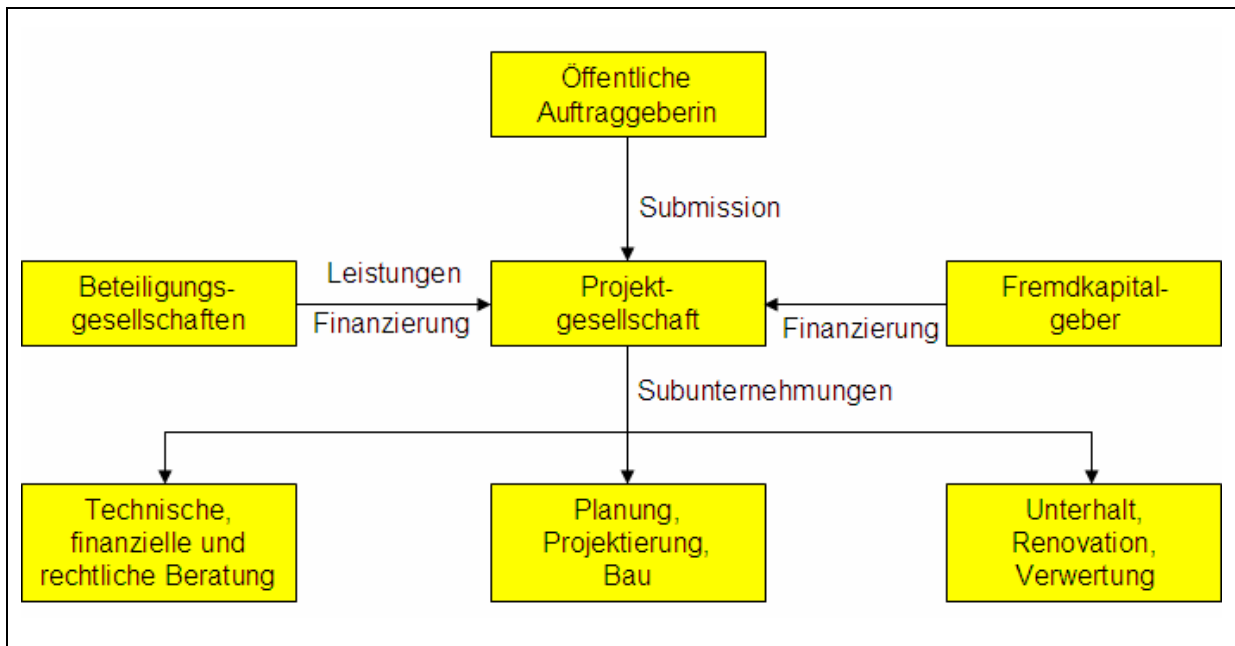 Öffentliche
Auftraggeberin
Submission
Beteiligungs-
gesellschaften
Leistungen
Finanzierung
Projekt-
gesellschaft
Finanzierung
Fremdkapital-
geber
Subunternehmungen
Technische,
finanzielle und
rechtliche Beratung
Planung,
Projektierung,
Bau
Unterhalt,
Renovation,
Verwertung